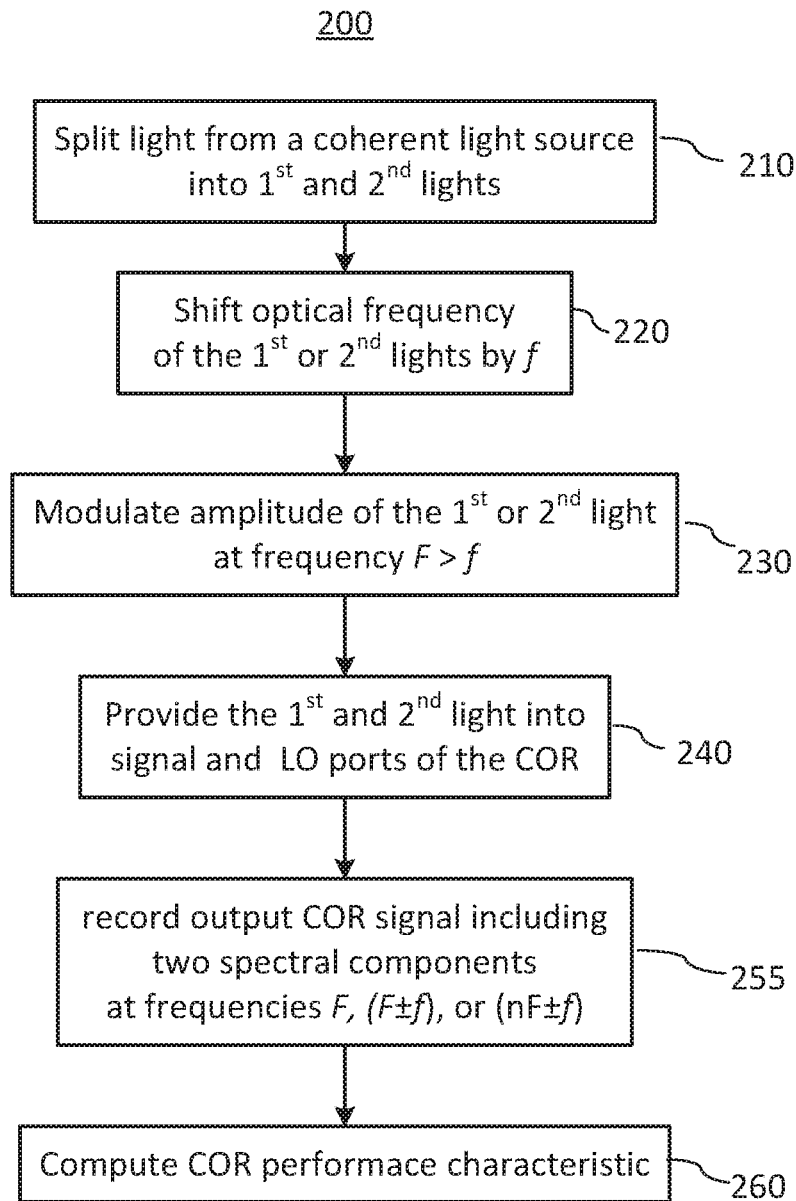 200
Split light from a coherent light source
into 1st and 2nd lights
210
Shift optical frequency
of the 1st or 2nd lights by f
220
Modulate amplitude of the 1st or 2nd light
at frequency F > f
230
Provide the 1st and 2nd light into
signal and LO ports of the COR
240
record output COR signal including
two spectral components
at frequencies F, (F±f), or (nF±f)
255
Compute COR performace characteristic
260